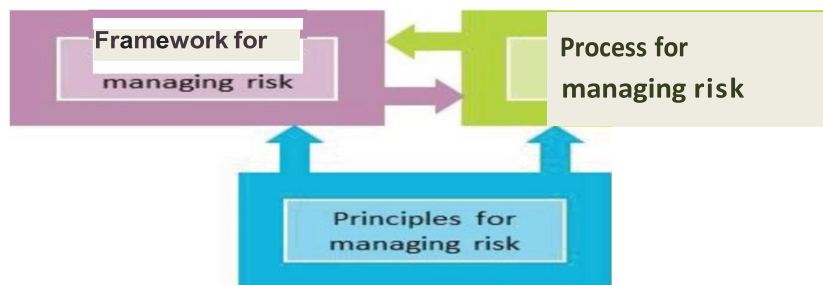 Framework for
managing risk
Process for
managing risk
Principles for
managing risk